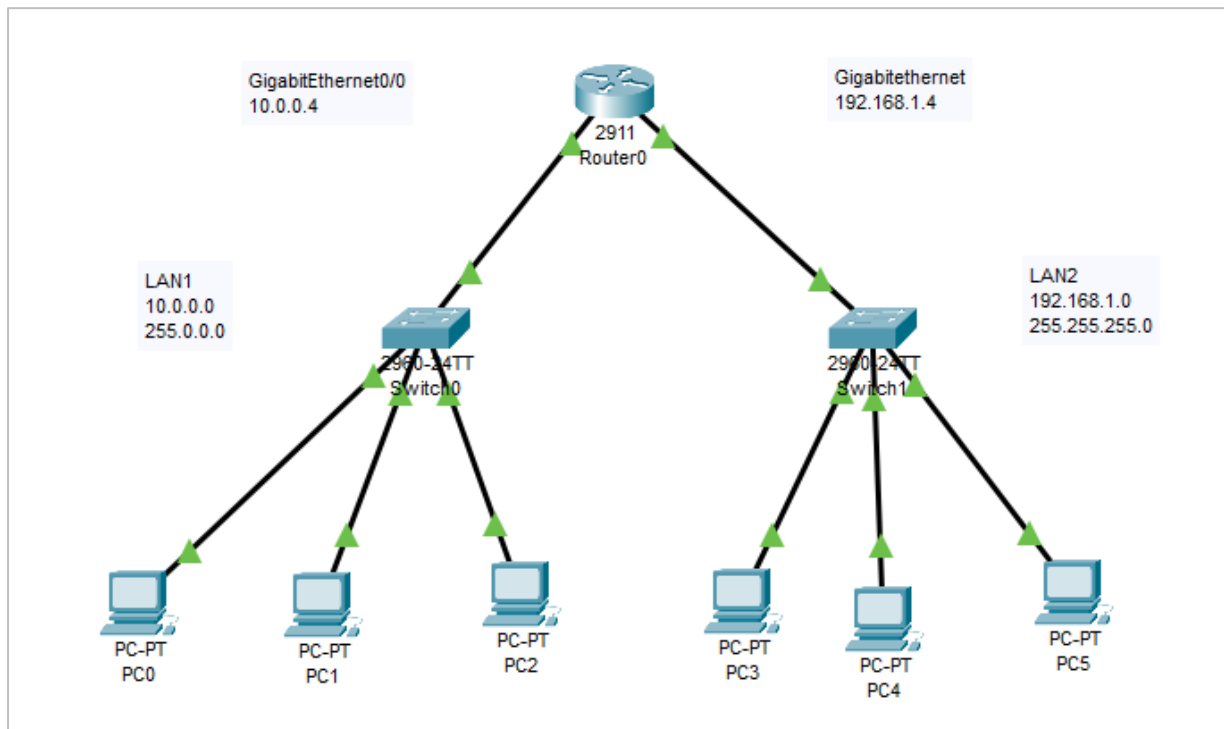 GigabitEthernet0/0
10.0.0.4
Gigabitethernet
192.168.1.4
2911
Router0
LAN1
10.0.0.0
255.0.0.0
LAN2
192.168.1.0
255.255.255.0
2960-24TT
Switch0
2960-24TT
Switch1
PC-PT
PC0
PC-PT
PC1
PC-PT
PC2
PC-PT
PC3
PC-PT
PC4
PC-PT
PC5